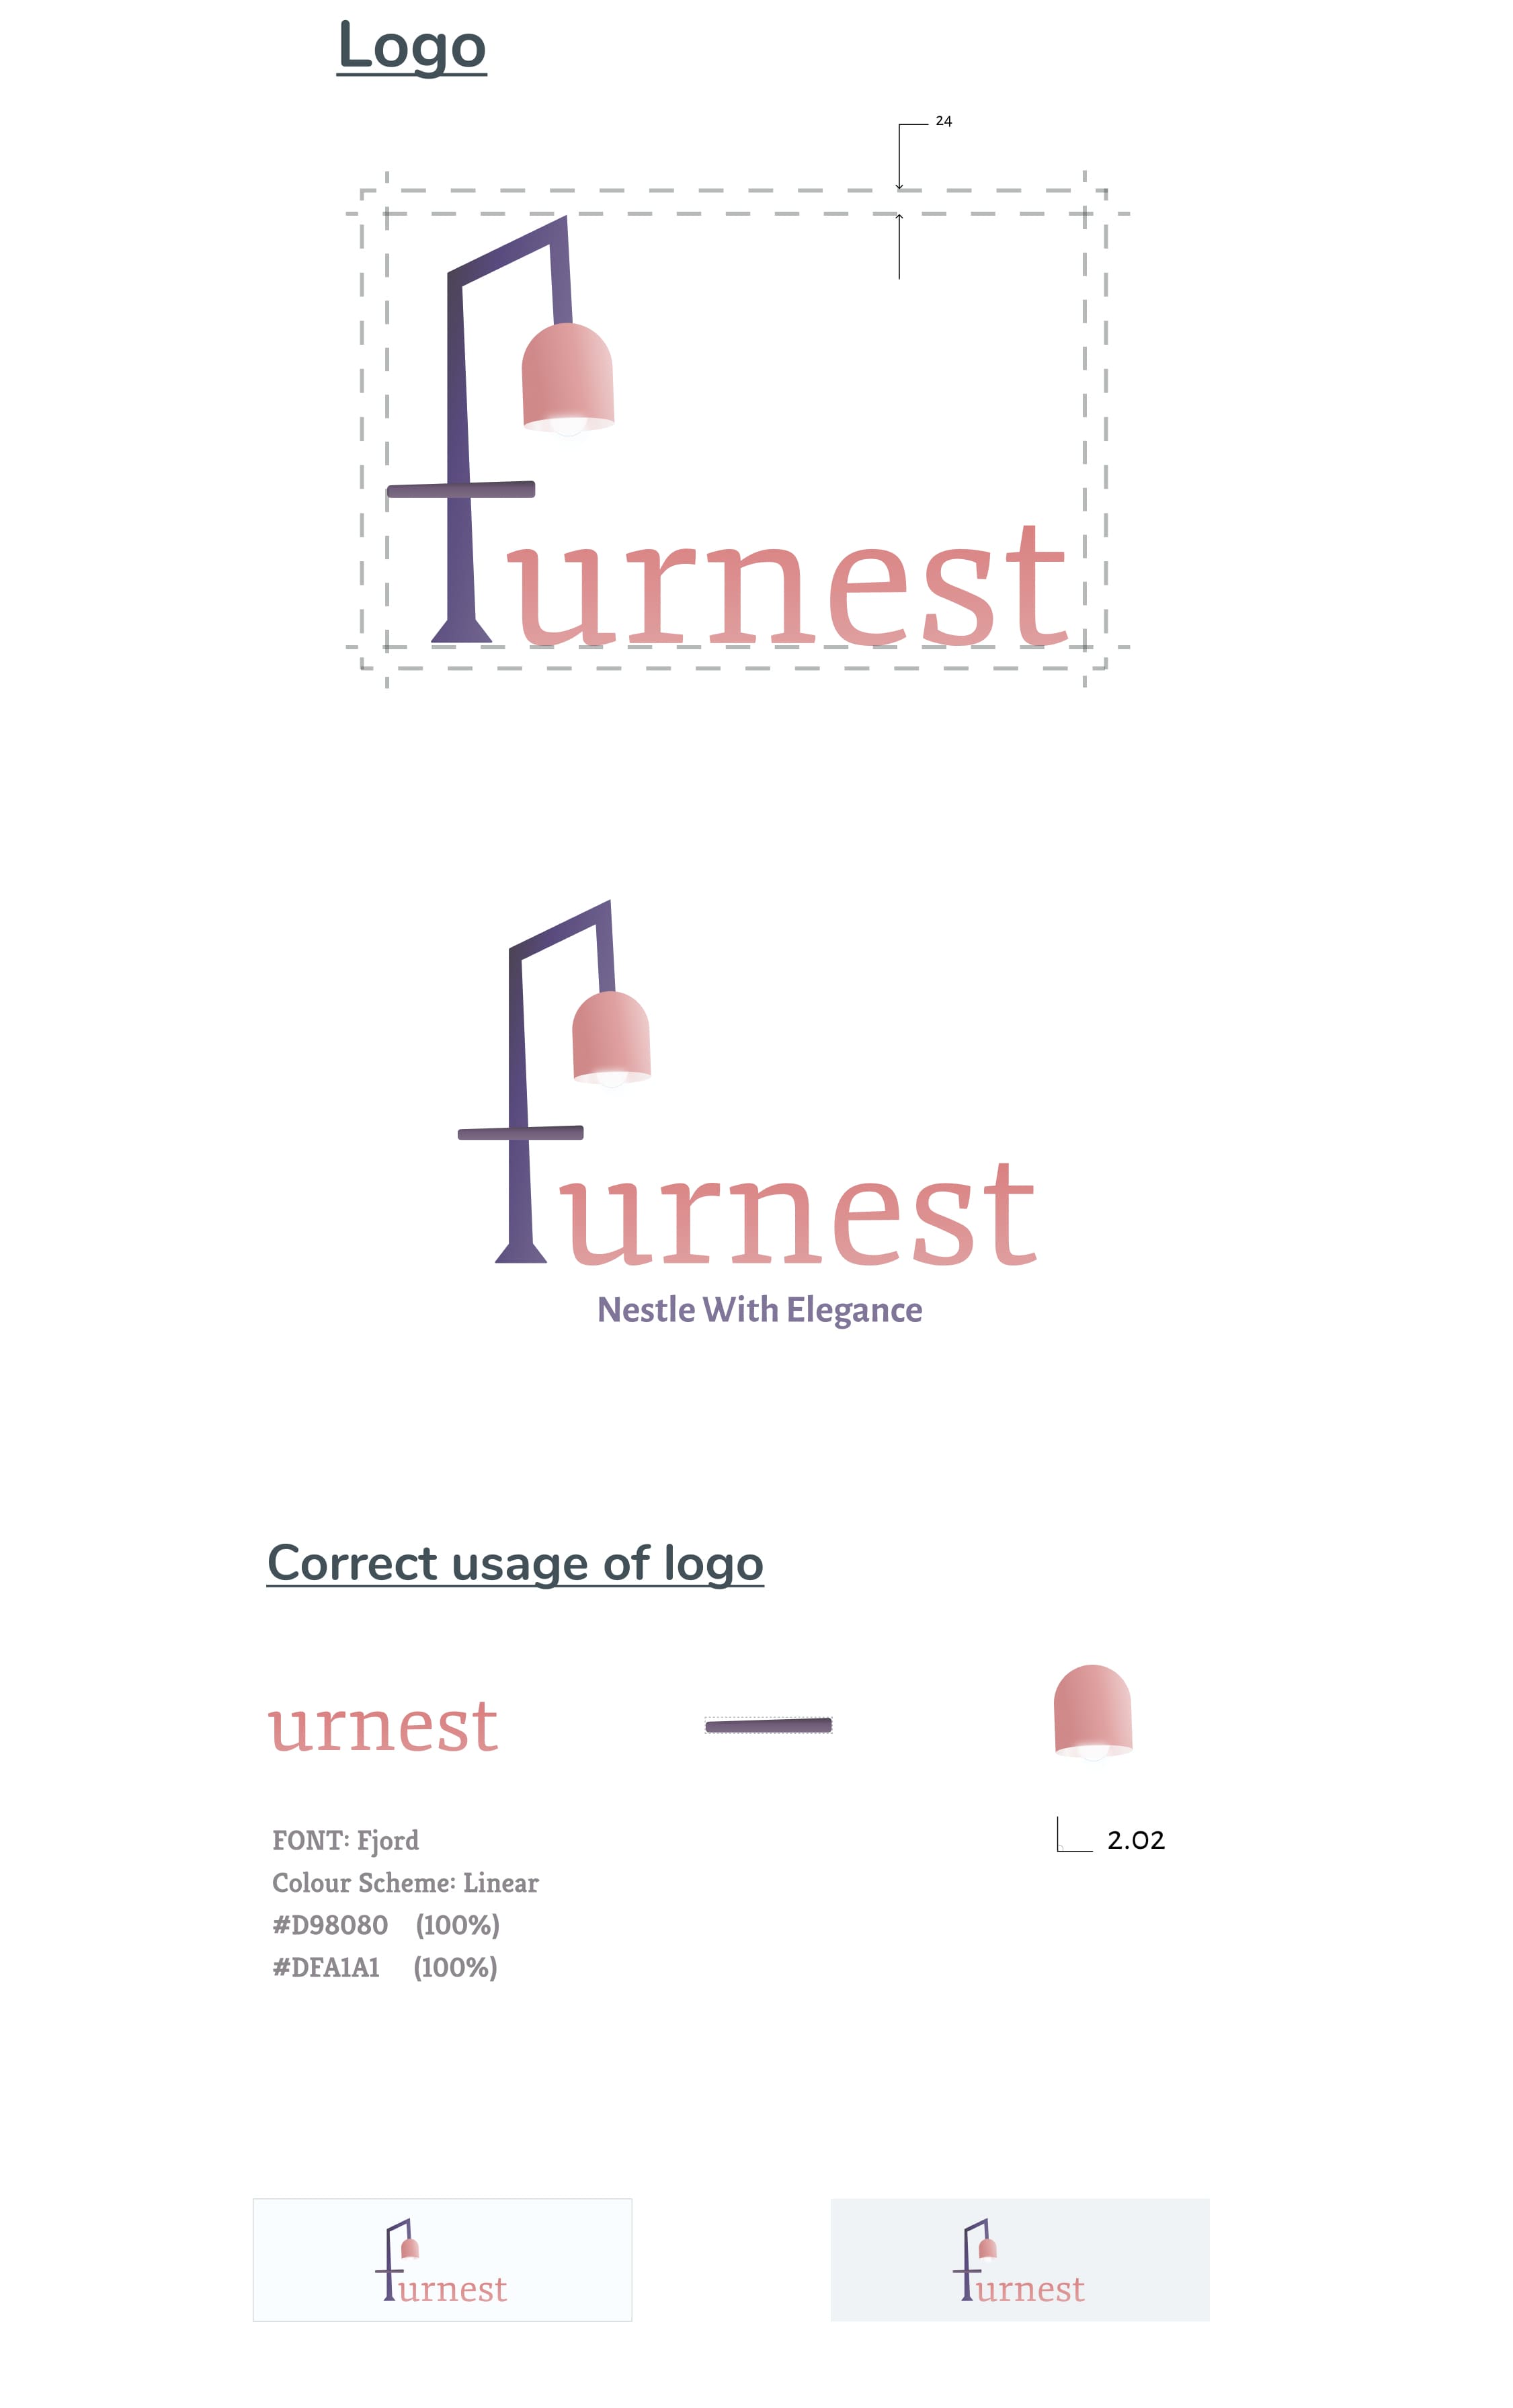 Logo
24
furnest
furnest
Nestle With Elegance
Correct usage of logo
urnest
FONT: Fjord
Colour Scheme: Linear
#D98080 (100%)
#DFA1A1 (100%)
2.02
furnest
furnest